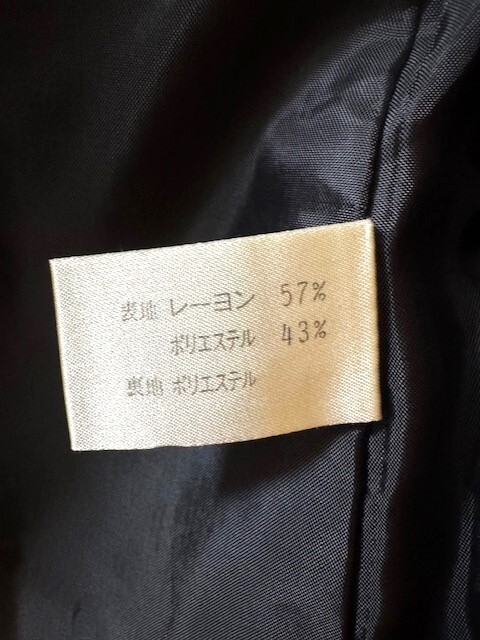 表地 レーヨン 57%
ポリエステル 43%
裏地 ポリエステル